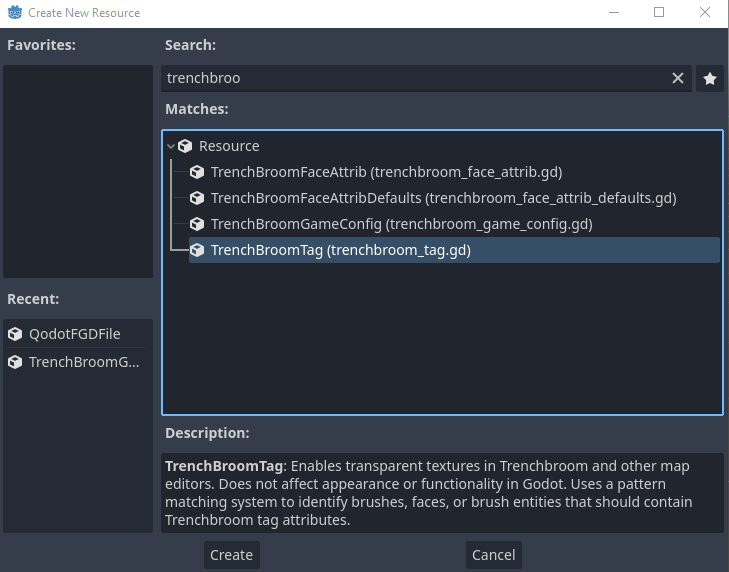 Create New Resource
Favorites:
Search:
trenchbroo
Matches:
Resource
TrenchBroomFaceAttrib (trenchbroom_face_attrib.gd)
TrenchBroomFaceAttribDefaults (trenchbroom_face_attrib_defaults.gd)
TrenchBroomGameConfig (trenchbroom_game_config.gd)
TrenchBroomTag (trenchbroom_tag.gd)
Recent:
QodotFGDFile
TrenchBroomG...
Description:
TrenchBroomTag: Enables transparent textures in Trenchbroom and other map
editors. Does not affect appearance or functionality in Godot. Uses a pattern
matching system to identify brushes, faces, or brush entities that should contain
Trenchbroom tag attributes.
Create
Cancel